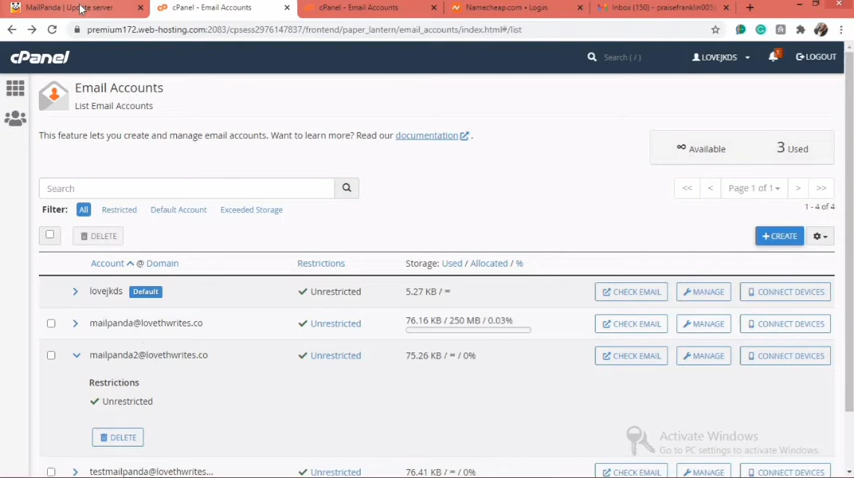 MailPanda | Update server
cPanel - Email Accounts
cPanel - Email Accounts
Namecheap.com • Login
Inbox (150) - praisefranklin005
premium172.web-hosting.com:2083/cpsess2971461837/frontend/paper_lantern/email_accounts/index.html#/list
cPanel
Search ( / )
LOVEJKDS
LOGOUT
Email Accounts
List Email Accounts
This feature lets you create and manage email accounts. Want to learn more? Read our documentation .
∞ Available
3 Used
Search
<< < Page 1 of 1 > >>
Filter: All Restricted Default Account Exceeded Storage
1 - 4 of 4
DELETE
+ CREATE
Account @ Domain Restrictions Storage: Used / Allocated / %
lovejkds Default Unrestricted 5.27 KB / ∞ CHECK EMAIL MANAGE CONNECT DEVICES
mailpanda@lovethwrites.co Unrestricted 76.16 KB / 250 MB / 0.03% CHECK EMAIL MANAGE CONNECT DEVICES
mailpanda2@lovethwrites.co Unrestricted 75.26 KB / ∞ / 0% CHECK EMAIL MANAGE CONNECT DEVICES
Restrictions
Unrestricted
DELETE
Activate Windows
Go to PC settings to activate Windows.
testmailpanda@lovethwrites... Unrestricted 76.41 KB / ∞ / 0% CHECK EMAIL MANAGE CONNECT DEVICES